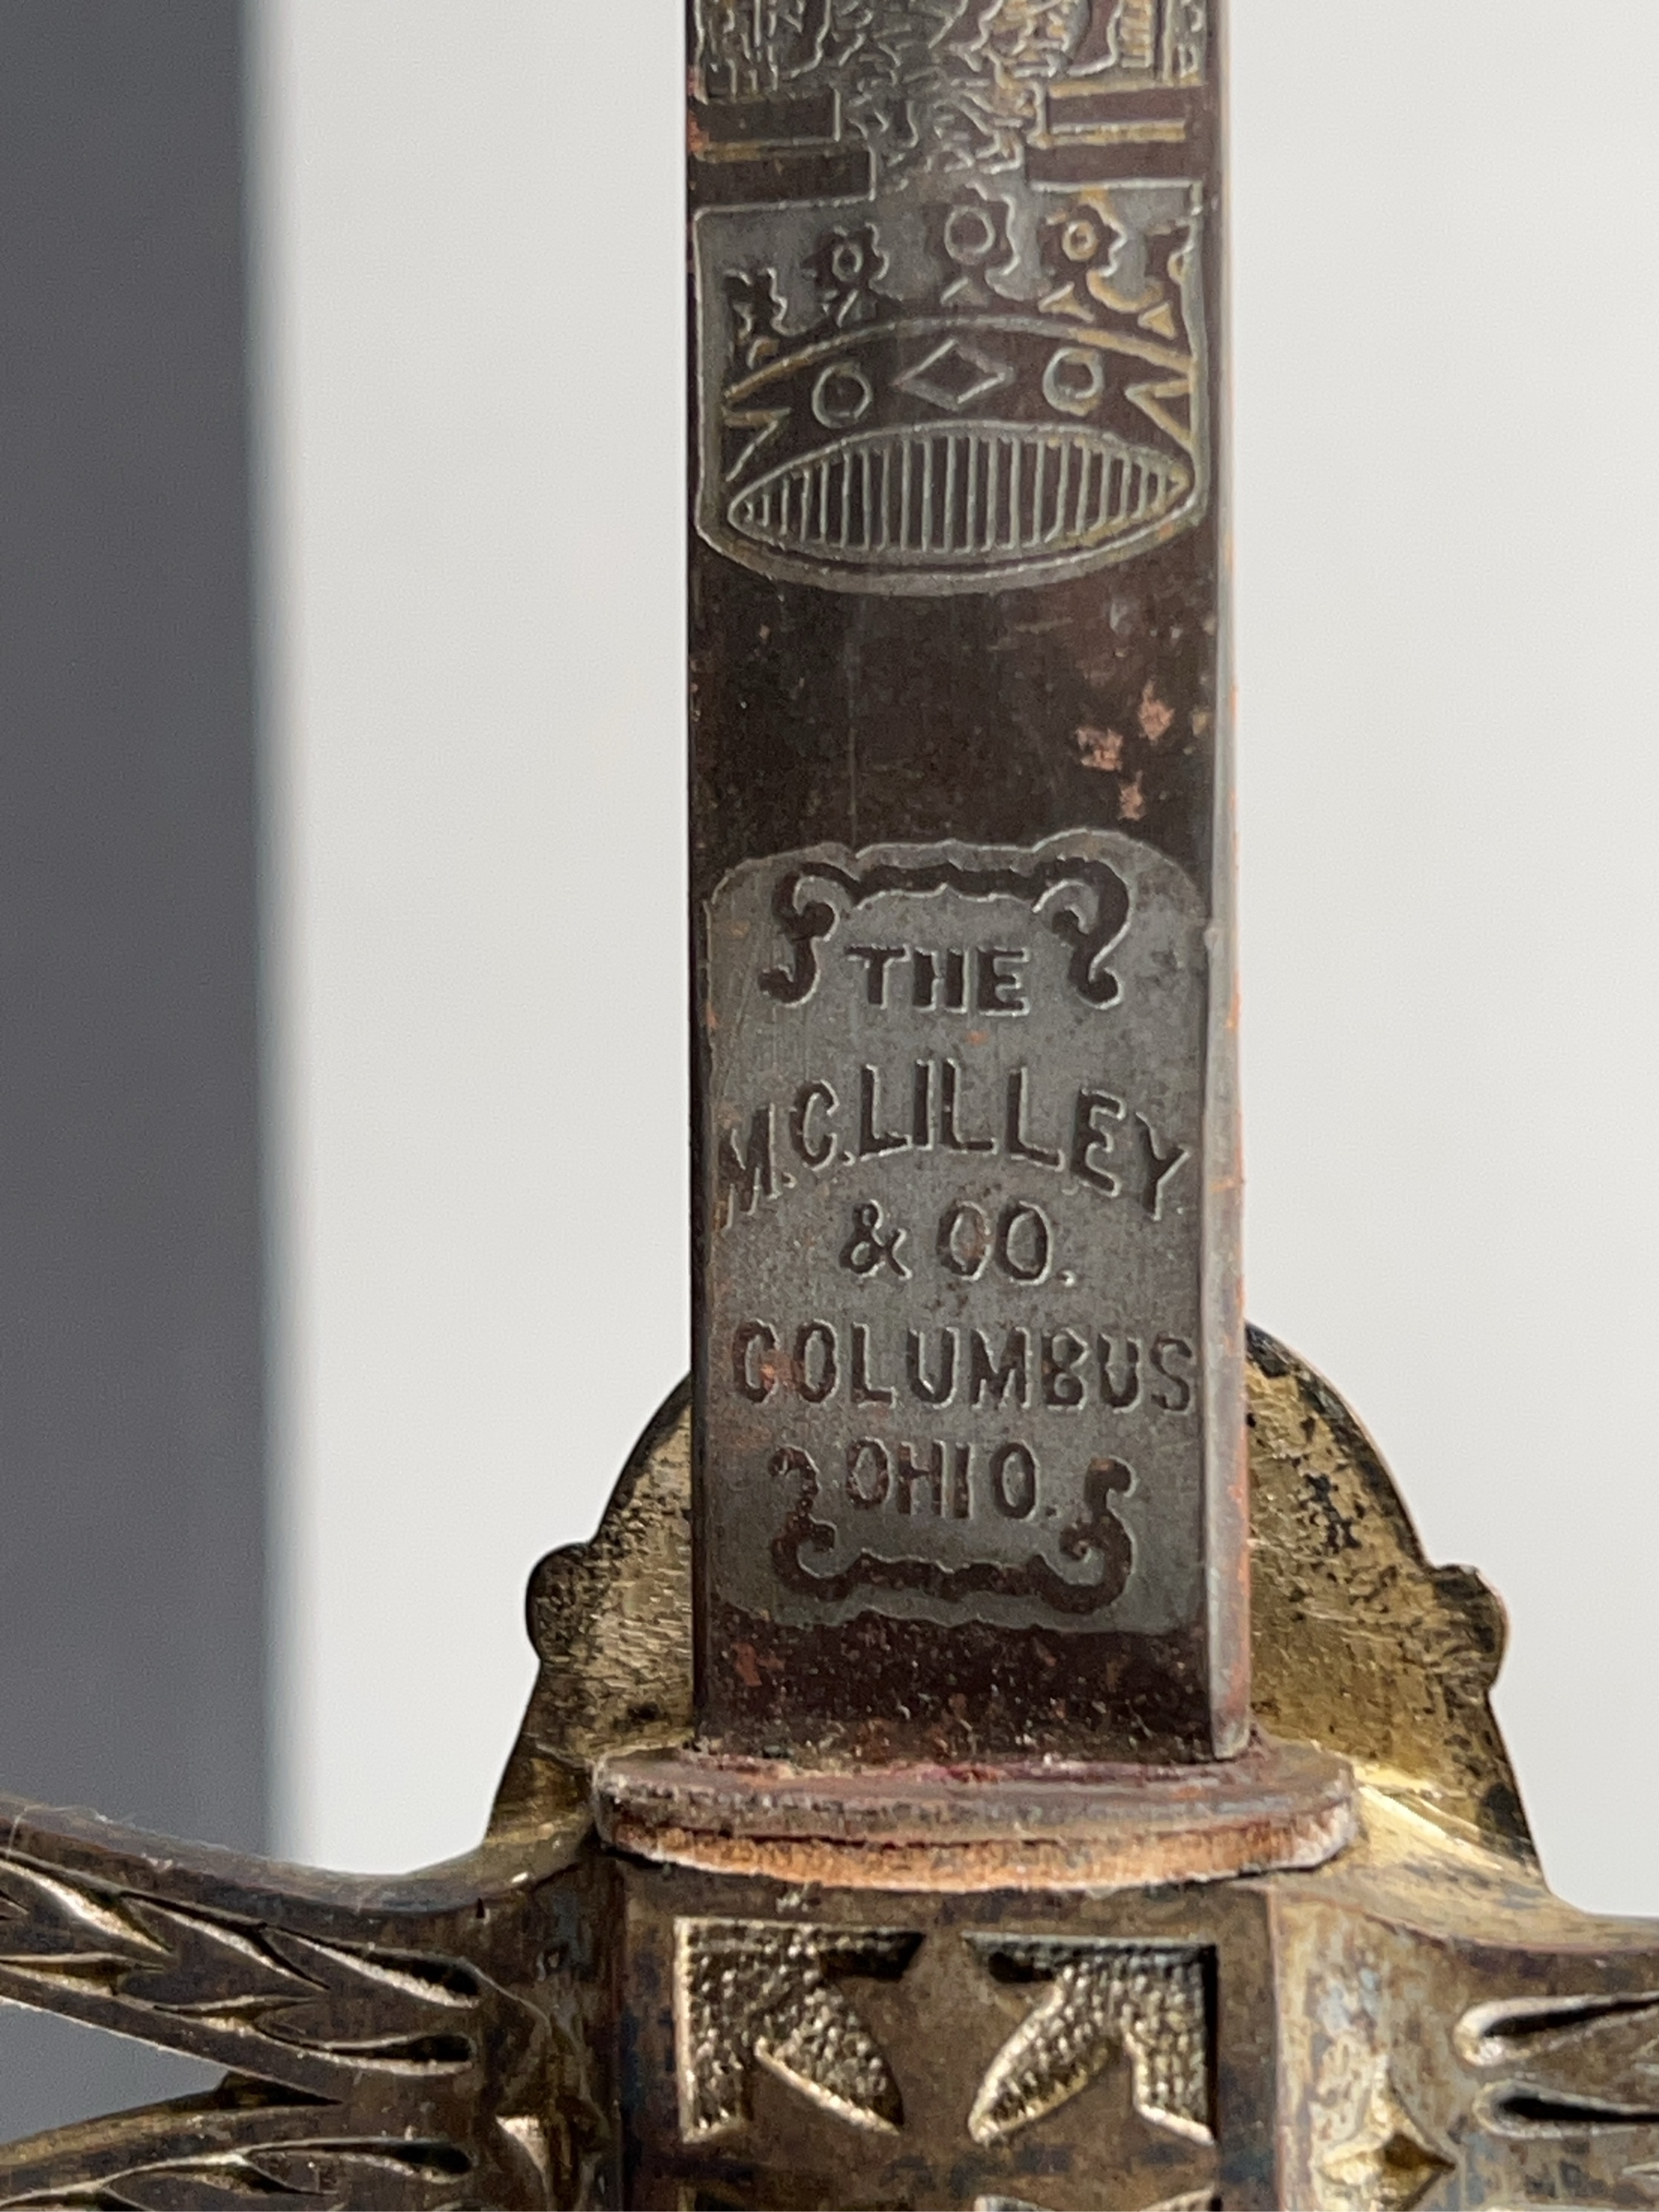 THE
M.C.LILLEY
& CO.
COLUMBUS
OHIO.